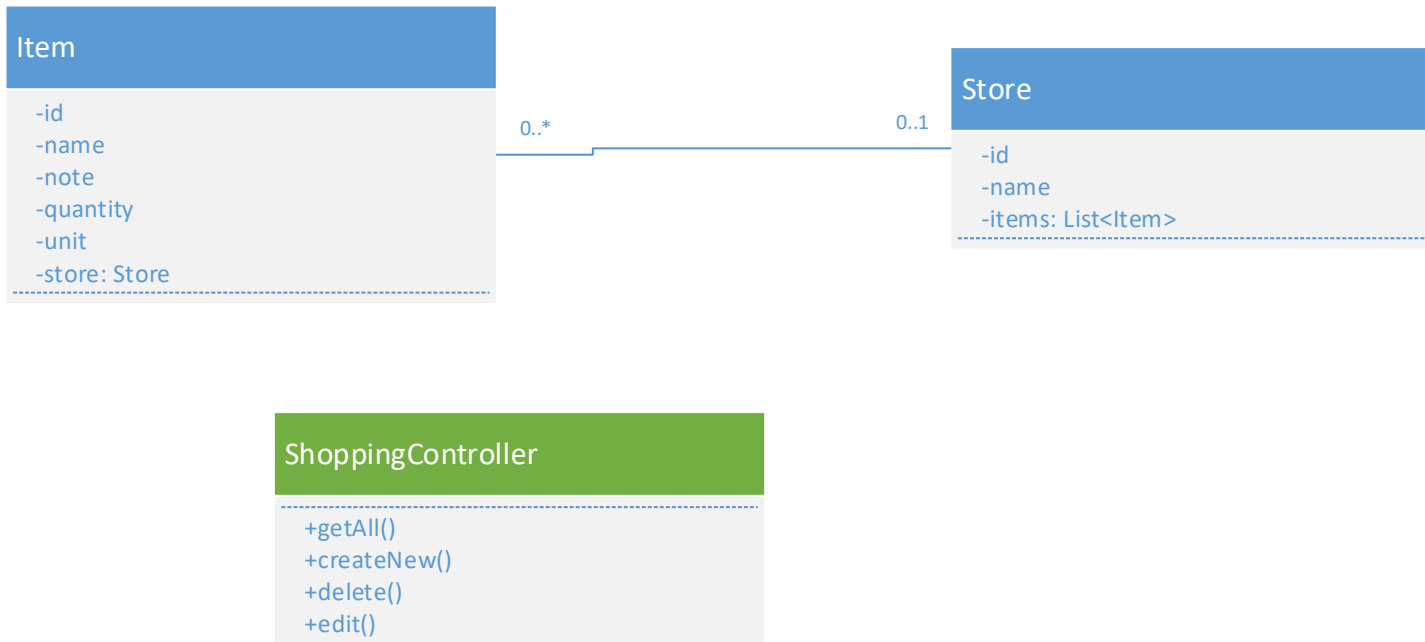 Item
-id
-name
-note
-quantity
-unit
-store: Store
0..*
0..1
Store
-id
-name
-items: List<Item>
ShoppingController
+getAll()
+createNew()
+delete()
+edit()